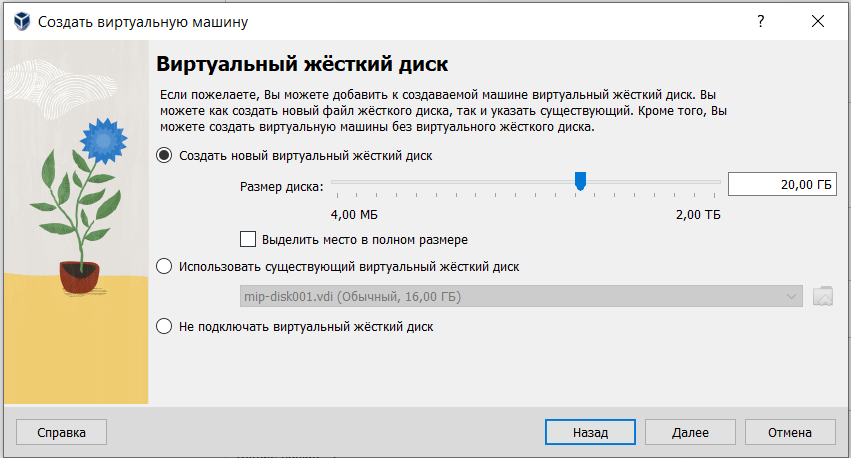 Создать виртуальную машину
?
Виртуальный жёсткий диск
Если пожелаете, Вы можете добавить к создаваемой машине виртуальный жёсткий диск. Вы
можете как создать новый файл жёсткого диска, так и указать существующий. Кроме того, Вы
можете создать виртуальную машины без виртуального жёсткого диска.
Создать новый виртуальный жёсткий диск
Размер диска:
20,00 ГБ
4,00 МБ
2,00 ТБ
Выделить место в полном размере
Использовать существующий виртуальный жёсткий диск
mip-disk001.vdi (Обычный, 16,00 ГБ)
Не подключать виртуальный жёсткий диск
Справка
Назад
Далее
Отмена